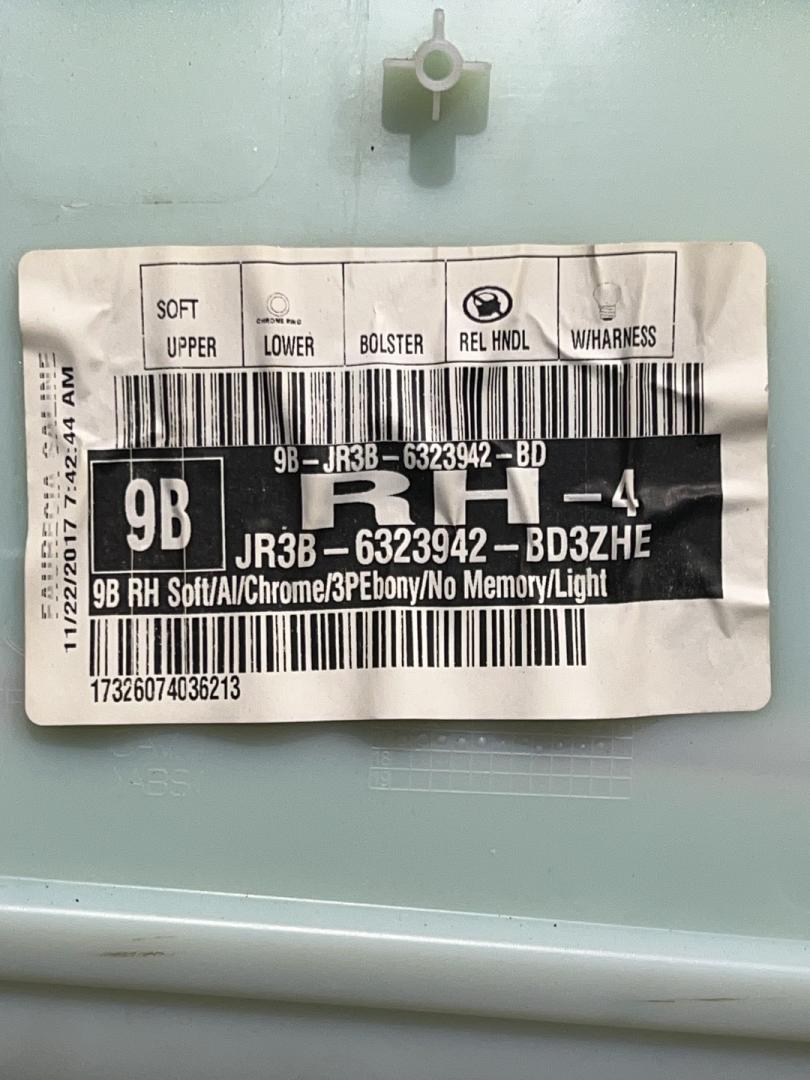 SOFT
UPPER
CHROME RING
LOWER
BOLSTER
REL HNDL
W/HARNESS
9B-JR3B-6323942-BD
9B
RH-4
JR3B-6323942-BD3ZHE
9B RH Soft/Al/Chrome/3PEbony/No Memory/Light
17326074036213
FAURECIA SALINE
11/22/2017 7:42:44 AM